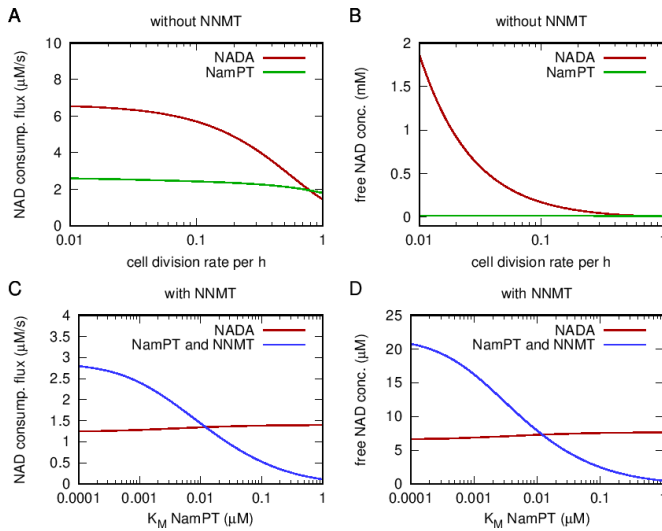 A
without NNMT
NAD consump. flux (µM/s)
10
8
6
4
2
0
NADA
NamPT
0.01
0.1
1
cell division rate per h
B
without NNMT
free NAD conc. (mM)
2
1.5
1
0.5
0
NADA
NamPT
0.01
0.1
1
cell division rate per h
C
with NNMT
NAD consump. flux (µM/s)
4
3.5
3
2.5
2
1.5
1
0.5
0
NADA
NamPT and NNMT
0.0001
0.001
0.01
0.1
1
K_M NamPT (µM)
D
with NNMT
free NAD conc. (µM)
25
20
15
10
5
0
NADA
NamPT and NNMT
0.0001
0.001
0.01
0.1
1
K_M NamPT (µM)